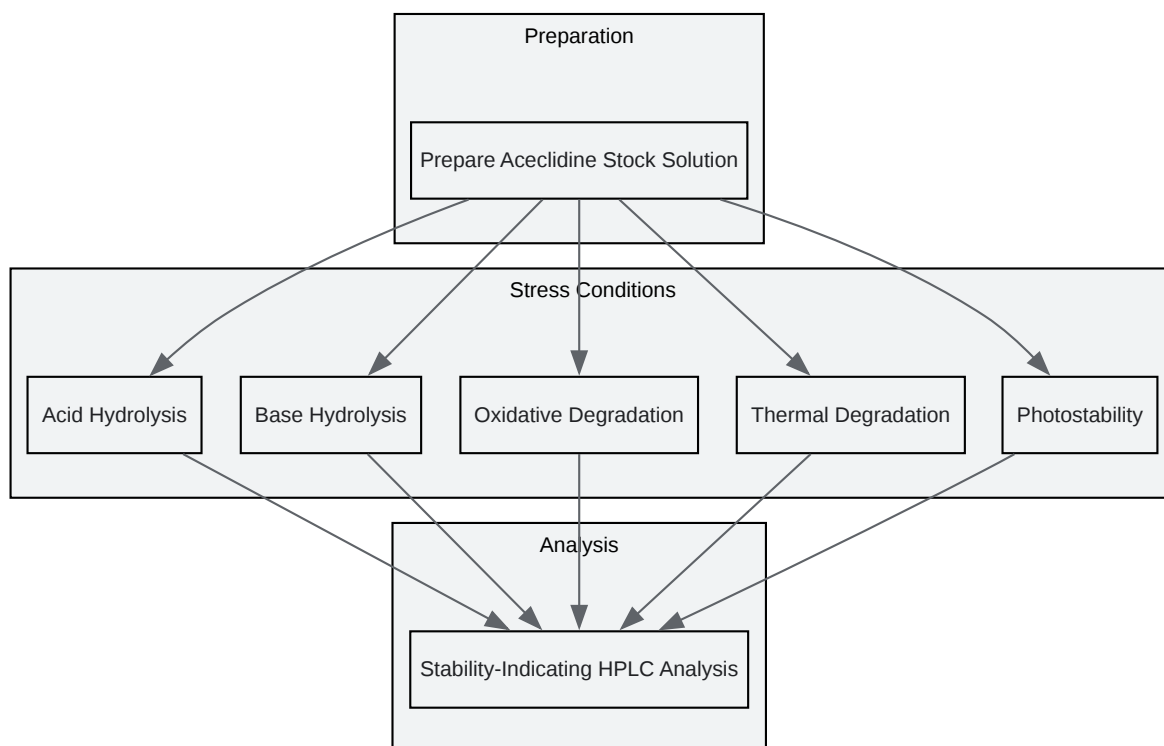 Preparation
Prepare Aceclidine Stock Solution
Stress Conditions
Acid Hydrolysis
Base Hydrolysis
Oxidative Degradation
Thermal Degradation
Photostability
Analysis
Stability-Indicating HPLC Analysis